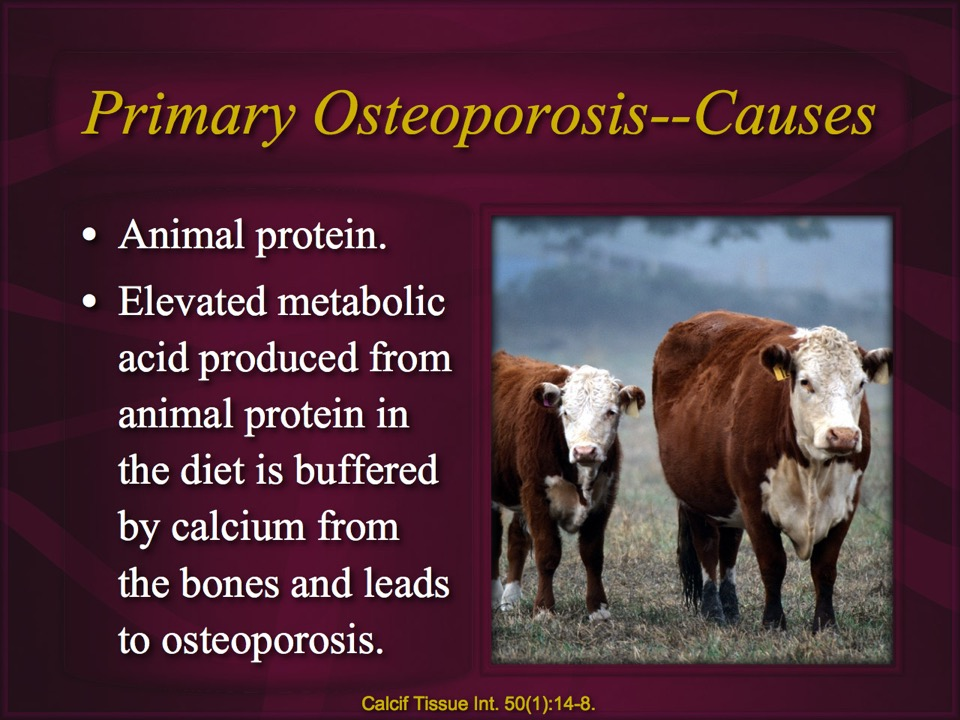 Primary Osteoporosis--Causes
• Animal protein.
• Elevated metabolic
acid produced from
animal protein in
the diet is buffered
by calcium from
the bones and leads
to osteoporosis.
Calcif Tissue Int. 50(1):14-8.